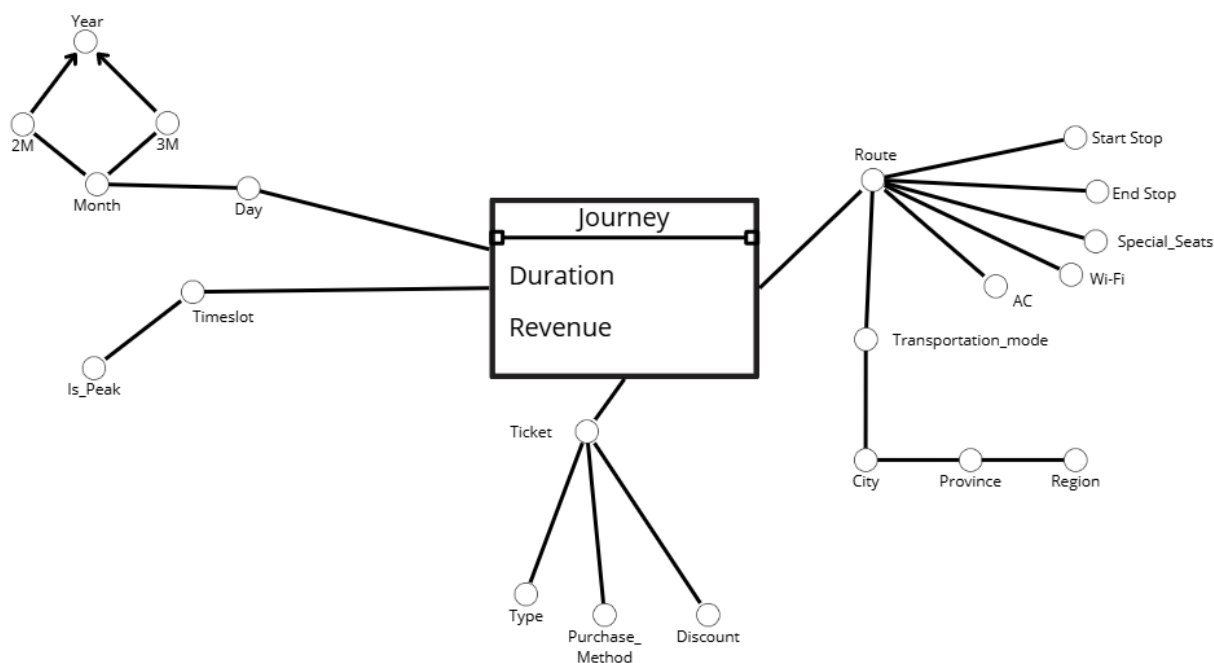 Year
2M
3M
Month
Day
Timeslot
Is_Peak
Journey
Duration
Revenue
Ticket
Type
Purchase_
Method
Discount
Route
Start Stop
End Stop
Special_Seats
Wi-Fi
AC
Transportation_mode
City
Province
Region